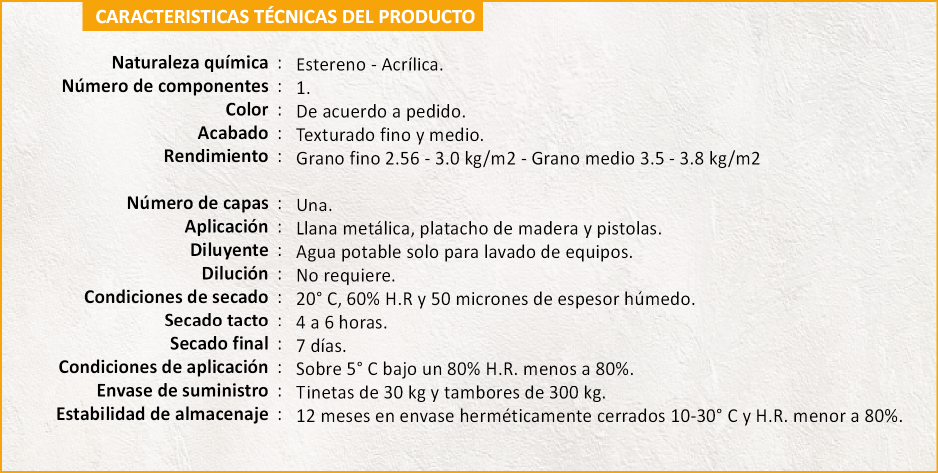 CARACTERISTICAS TÉCNICAS DEL PRODUCTO
Naturaleza química : Estereno - Acrílica.
Número de componentes : 1.
Color : De acuerdo a pedido.
Acabado : Texturado fino y medio.
Rendimiento : Grano fino 2.56 - 3.0 kg/m2 - Grano medio 3.5 - 3.8 kg/m2
Número de capas : Una.
Aplicación : Llana metálica, platacho de madera y pistolas.
Diluyente : Agua potable solo para lavado de equipos.
Dilución : No requiere.
Condiciones de secado : 20° C, 60% H.R y 50 micrones de espesor húmedo.
Secado tacto : 4 a 6 horas.
Secado final : 7 días.
Condiciones de aplicación : Sobre 5° C bajo un 80% H.R. menos a 80%.
Envase de suministro : Tinetas de 30 kg y tambores de 300 kg.
Estabilidad de almacenaje : 12 meses en envase herméticamente cerrados 10-30° C y H.R. menor a 80%.